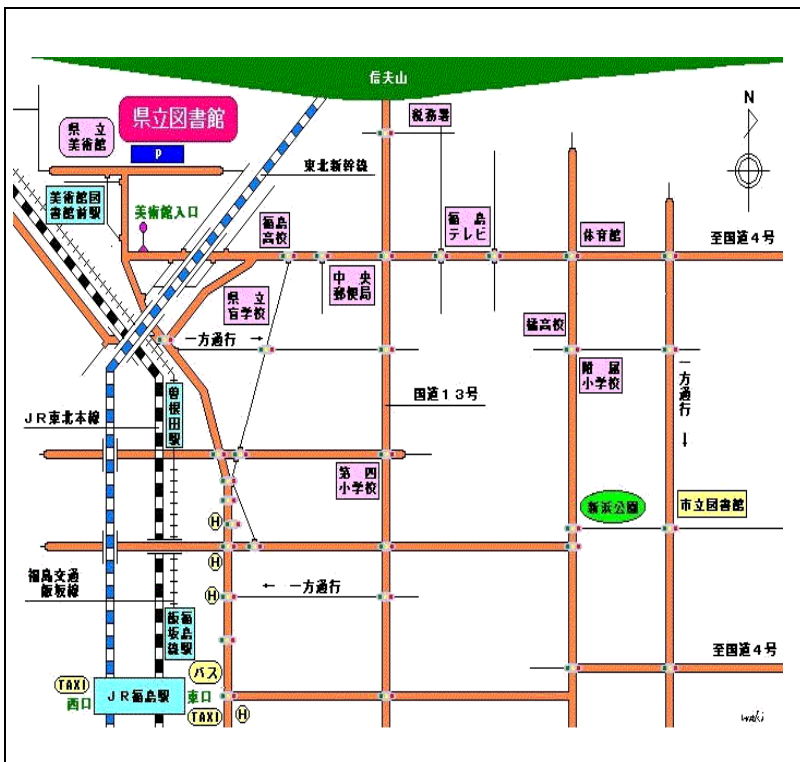 信夫山
県立図書館
県立
美術館
P
税務署
N
東北新幹線
美術館図
書館前駅
美術館入口
福島
高校
福島
テレビ
体育館
至国道4号
中央
郵便局
県立
盲学校
橘高校
一方通行 →
附属
小学校
一方通行
↓
曽根田駅
国道13号
JR東北本線
第四
小学校
新浜公園
市立図書館
H
H
福島交通
飯坂線
H
← 一方通行
福島駅
飯坂線
至国道4号
バス
TAXI
JR福島駅
東口
西口
TAXI
H
waki